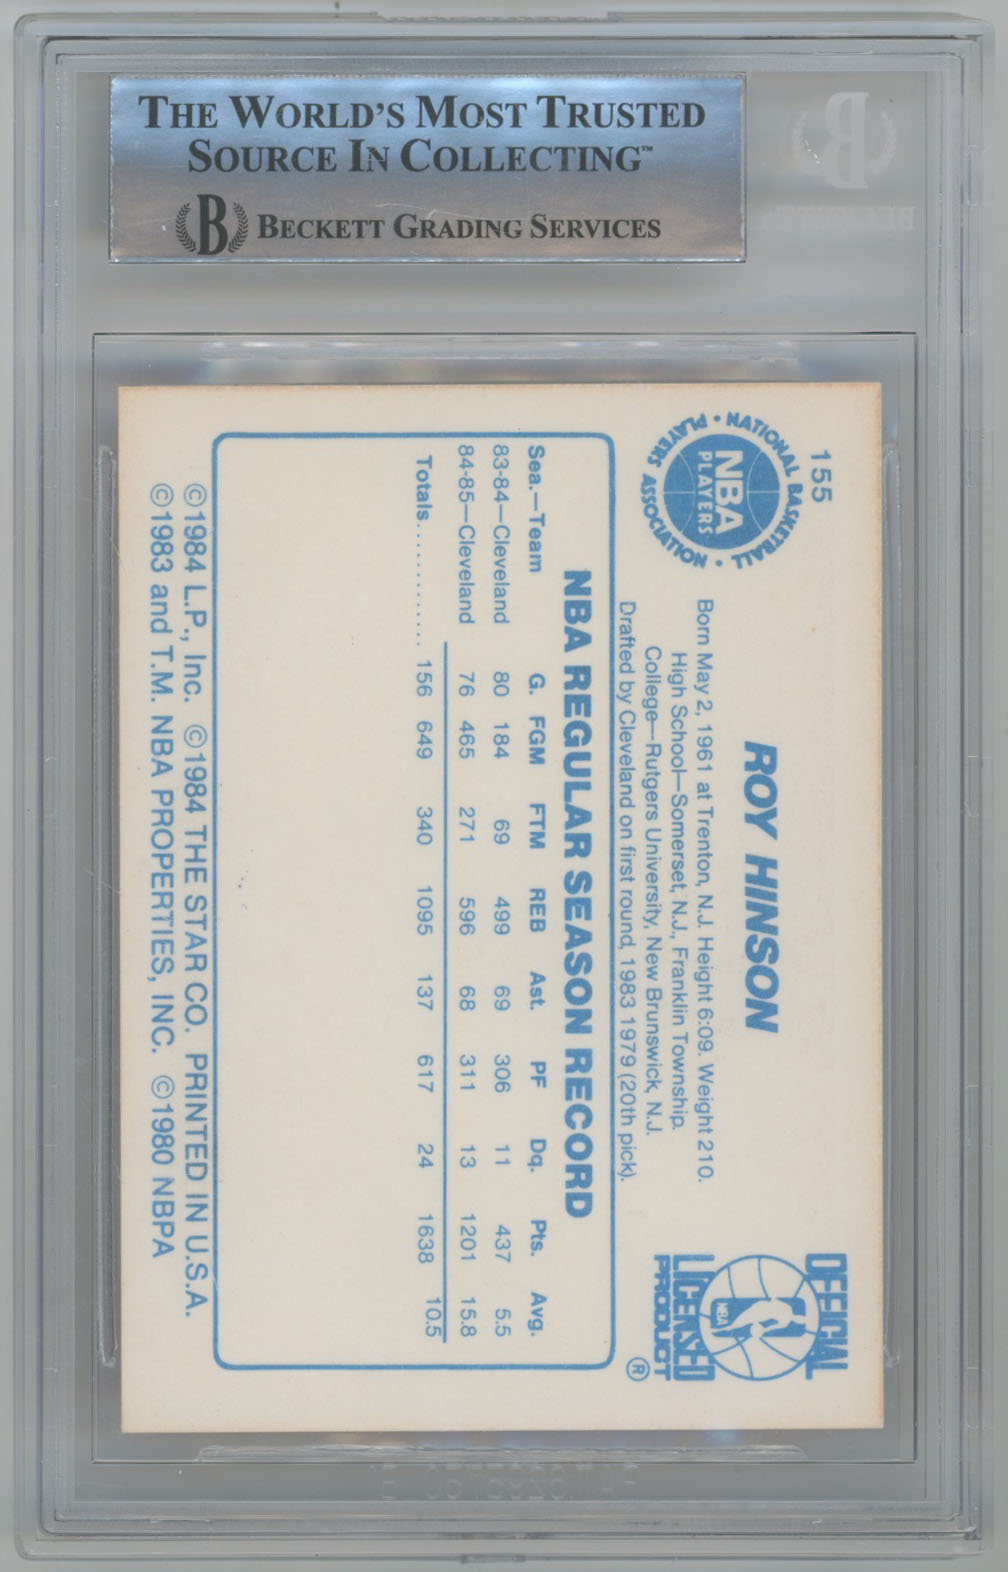 THE WORLD'S MOST TRUSTED
SOURCE IN COLLECTING™
B BECKETT GRADING SERVICES
B
155
NATIONAL BASKETBALL PLAYERS ASSOCIATION
NBA
PLAYERS
ROY HINSON
Born May 2, 1961 at Trenton, N.J. Height 6:09. Weight 210.
High School—Somerset, N.J., Franklin Township.
College—Rutgers University, New Brunswick, N.J.
Drafted by Cleveland on first round, 1983 1979 (20th pick).
OFFICIAL
NBA
LICENSED
PRODUCT
®
NBA REGULAR SEASON RECORD
Sea.—Team G. FGM FTM REB Ast. PF Dq. Pts. Avg.
83-84—Cleveland 80 184 69 499 69 306 11 437 5.5
84-85—Cleveland 76 465 271 596 68 311 13 1201 15.8
Totals........... 156 649 340 1095 137 617 24 1638 10.5
©1984 L.P., Inc. ©1984 THE STAR CO. PRINTED IN U.S.A.
©1983 and T.M. NBA PROPERTIES, INC. ©1980 NBPA